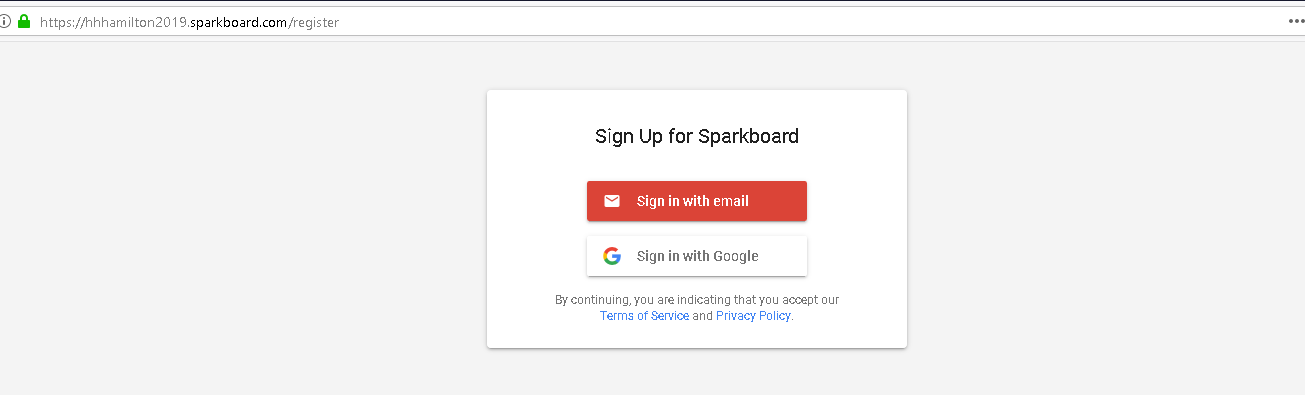 https://hhhamilton2019.sparkboard.com/register
Sign Up for Sparkboard
Sign in with email
Sign in with Google
By continuing, you are indicating that you accept our
Terms of Service and Privacy Policy.